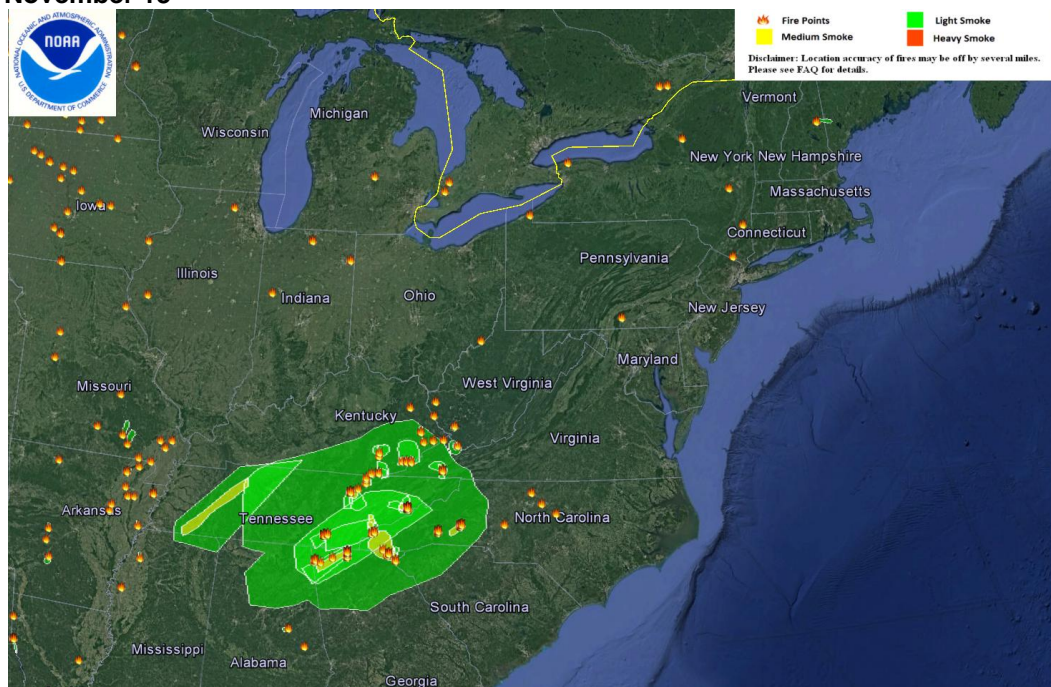 November
NATIONAL OCEANIC AND ATMOSPHERIC ADMINISTRATION
NOAA
U.S. DEPARTMENT OF COMMERCE
Fire Points
Light Smoke
Medium Smoke
Heavy Smoke
Disclaimer: Location accuracy of fires may be off by several miles.
Please see FAQ for details.
Vermont
Michigan
Wisconsin
New York
New Hampshire
Massachusetts
Iowa
Connecticut
Pennsylvania
Illinois
Indiana
Ohio
New Jersey
Maryland
Missouri
West Virginia
Kentucky
Virginia
Arkansas
Tennessee
North Carolina
South Carolina
Mississippi
Alabama
Georgia